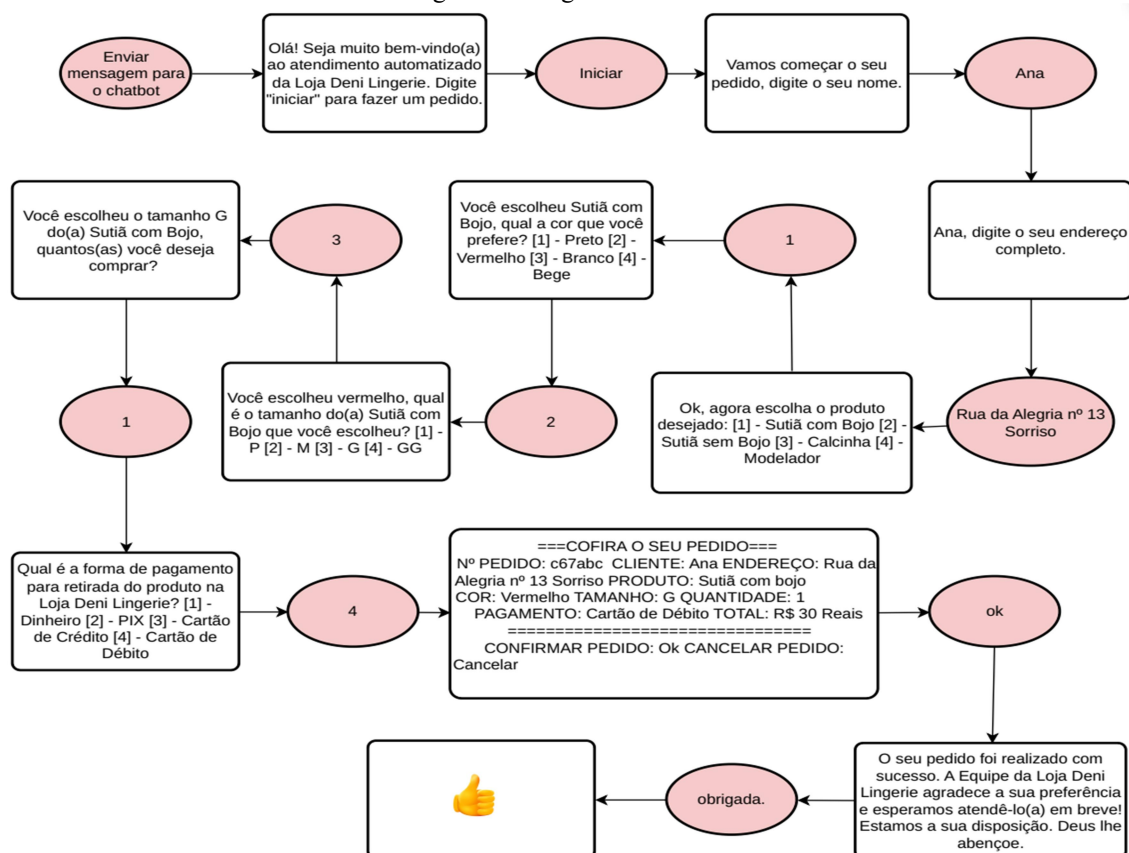 Enviar
mensagem para
o chatbot
Olá! Seja muito bem-vindo(a)
ao atendimento automatizado
da Loja Deni Lingerie. Digite
"iniciar" para fazer um pedido.
Iniciar
Vamos começar o seu
pedido, digite o seu nome.
Ana
Ana, digite o seu endereço
completo.
Rua da Alegria nº 13
Sorriso
Ok, agora escolha o produto
desejado: [1] - Sutiã com Bojo [2] -
Sutiã sem Bojo [3] - Calcinha [4] -
Modelador
1
Você escolheu Sutiã com
Bojo, qual a cor que você
prefere? [1] - Preto [2] -
Vermelho [3] - Branco [4] -
Bege
2
Você escolheu vermelho, qual
é o tamanho do(a) Sutiã com
Bojo que você escolheu? [1] -
P [2] - M [3] - G [4] - GG
3
Você escolheu o tamanho G
do(a) Sutiã com Bojo,
quantos(as) você deseja
comprar?
1
Qual é a forma de pagamento
para retirada do produto na
Loja Deni Lingerie? [1] -
Dinheiro [2] - PIX [3] - Cartão
de Crédito [4] - Cartão de
Débito
4
===COFIRA O SEU PEDIDO===
Nº PEDIDO: c67abc CLIENTE: Ana ENDEREÇO: Rua da
Alegria nº 13 Sorriso PRODUTO: Sutiã com bojo
COR: Vermelho TAMANHO: G QUANTIDADE: 1
PAGAMENTO: Cartão de Débito TOTAL: R$ 30 Reais
================================
CONFIRMAR PEDIDO: Ok CANCELAR PEDIDO:
Cancelar
ok
O seu pedido foi realizado com
sucesso. A Equipe da Loja Deni
Lingerie agradece a sua preferência
e esperamos atendê-lo(a) em breve!
Estamos a sua disposição. Deus lhe
abençoe.
obrigada.
👍